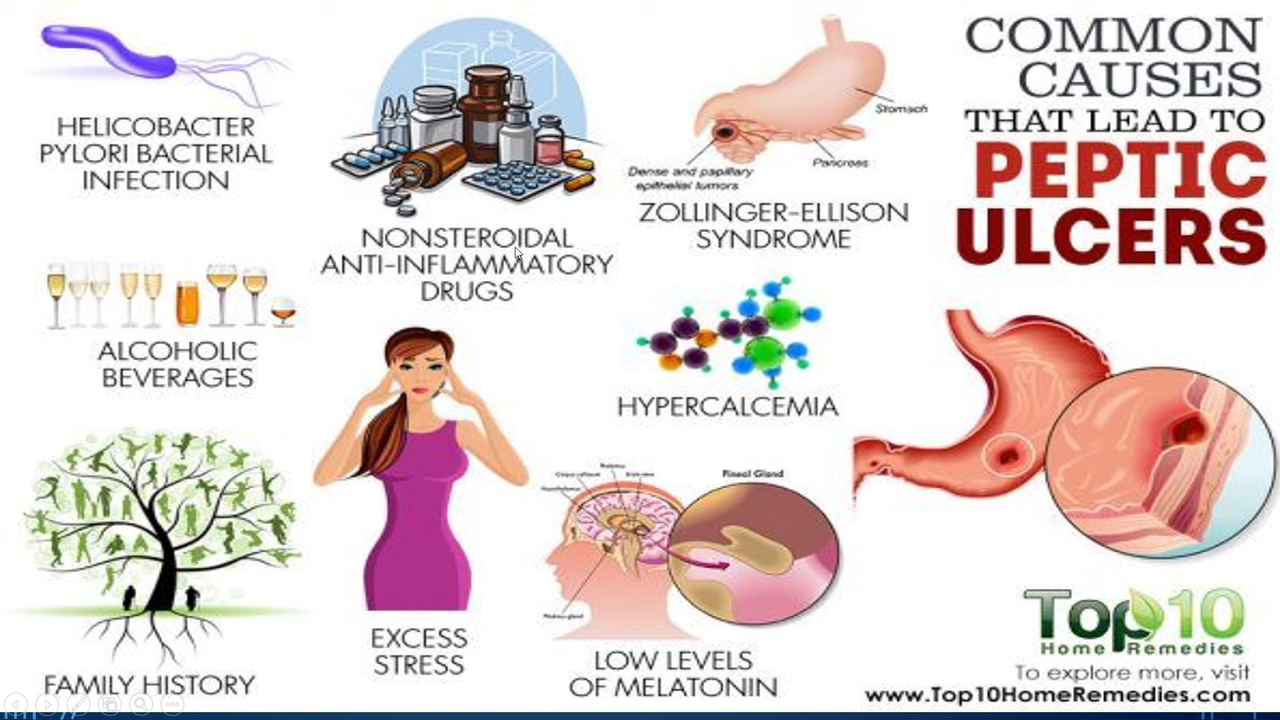 COMMON
CAUSES
THAT LEAD TO
PEPTIC
ULCERS
HELICOBACTER
PYLORI BACTERIAL
INFECTION
NONSTEROIDAL
ANTI-INFLAMMATORY
DRUGS
Stomach
Pancreas
Dense and papillary
epithelial tumors
ZOLLINGER-ELLISON
SYNDROME
ALCOHOLIC
BEVERAGES
HYPERCALCEMIA
FAMILY HISTORY
EXCESS
STRESS
Pineal Gland
LOW LEVELS
OF MELATONIN
Top10
Home Remedies
To explore more, visit
www.Top10HomeRemedies.com